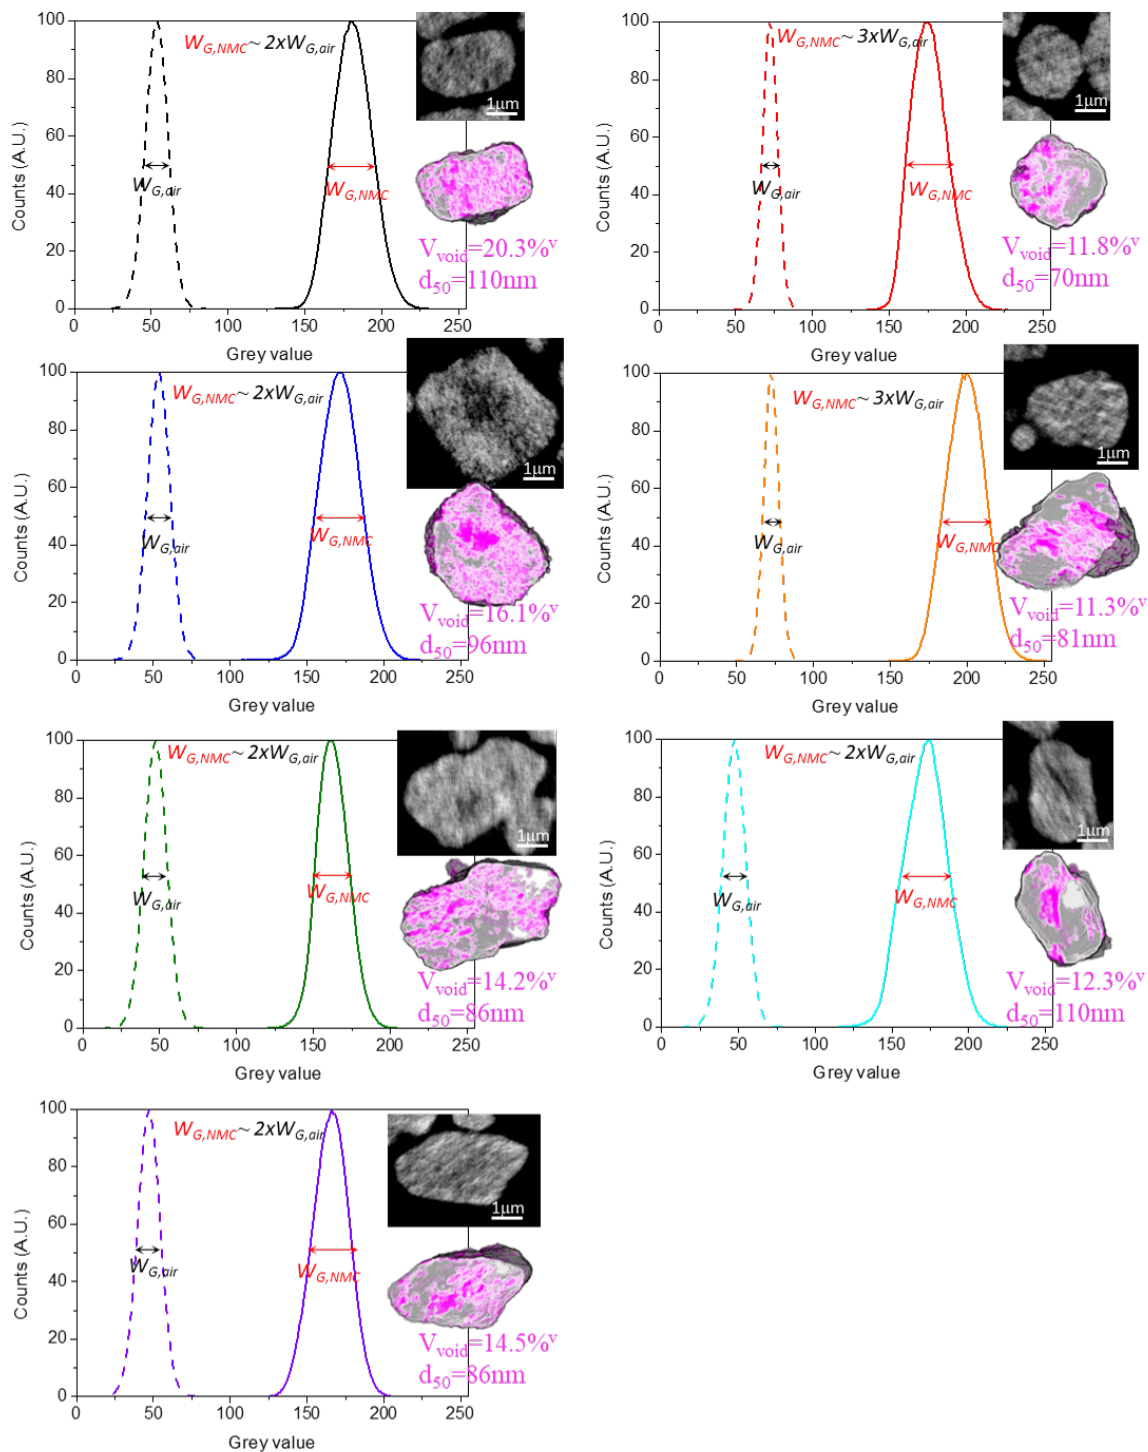 W_G,NMC ~ 2xW_G,air
1μm
100
80
60
40
20
0
Counts (A.U.)
W_G,air
W_G,NMC
V_void=20.3%^v
d_50=110nm
0 50 100 150 200 250
Grey value
W_G,NMC ~ 3xW_G,air
1μm
100
80
60
40
20
0
Counts (A.U.)
W_G,air
W_G,NMC
V_void=11.8%^v
d_50=70nm
0 50 100 150 200 250
Grey value
W_G,NMC ~ 2xW_G,air
1μm
100
80
60
40
20
0
Counts (A.U.)
W_G,air
W_G,NMC
V_void=16.1%^v
d_50=96nm
0 50 100 150 200 250
Grey value
W_G,NMC ~ 3xW_G,air
1μm
100
80
60
40
20
0
Counts (A.U.)
W_G,air
W_G,NMC
V_void=11.3%^v
d_50=81nm
0 50 100 150 200 250
Grey value
W_G,NMC ~ 2xW_G,air
1μm
100
80
60
40
20
0
Counts (A.U.)
W_G,air
W_G,NMC
V_void=14.2%^v
d_50=86nm
0 50 100 150 200 250
Grey value
W_G,NMC ~ 2xW_G,air
1μm
100
80
60
40
20
0
Counts (A.U.)
W_G,air
W_G,NMC
V_void=12.3%^v
d_50=110nm
0 50 100 150 200 250
Grey value
W_G,NMC ~ 2xW_G,air
1μm
100
80
60
40
20
0
Counts (A.U.)
W_G,air
W_G,NMC
V_void=14.5%^v
d_50=86nm
0 50 100 150 200 250
Grey value